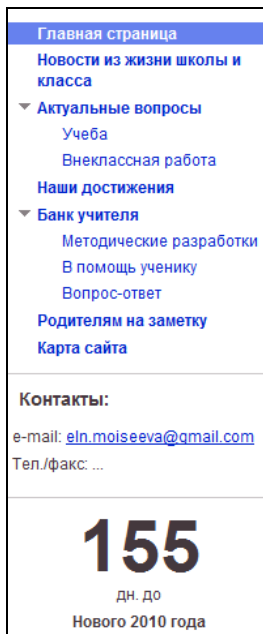 Главная страница
Новости из жизни школы и
класса
Актуальные вопросы
Учеба
Внеклассная работа
Наши достижения
Банк учителя
Методические разработки
В помощь ученику
Вопрос-ответ
Родителям на заметку
Карта сайта
Контакты:
e-mail: eln.moiseeva@gmail.com
Тел./факс: ...
155
дн. до
Нового 2010 года